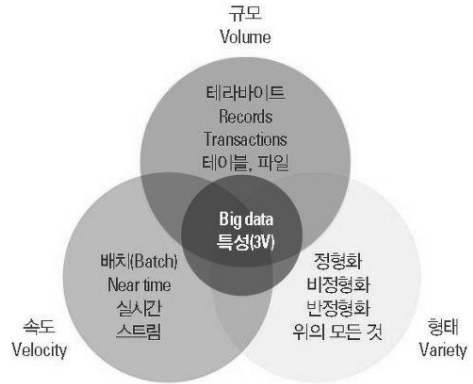 규모
Volume
테라바이트
Records
Transactions
테이블, 파일
Big data
특성(3V)
배치(Batch)
Near time
실시간
스트림
정형화
비정형화
반정형화
위의 모든 것
속도
Velocity
형태
Variety